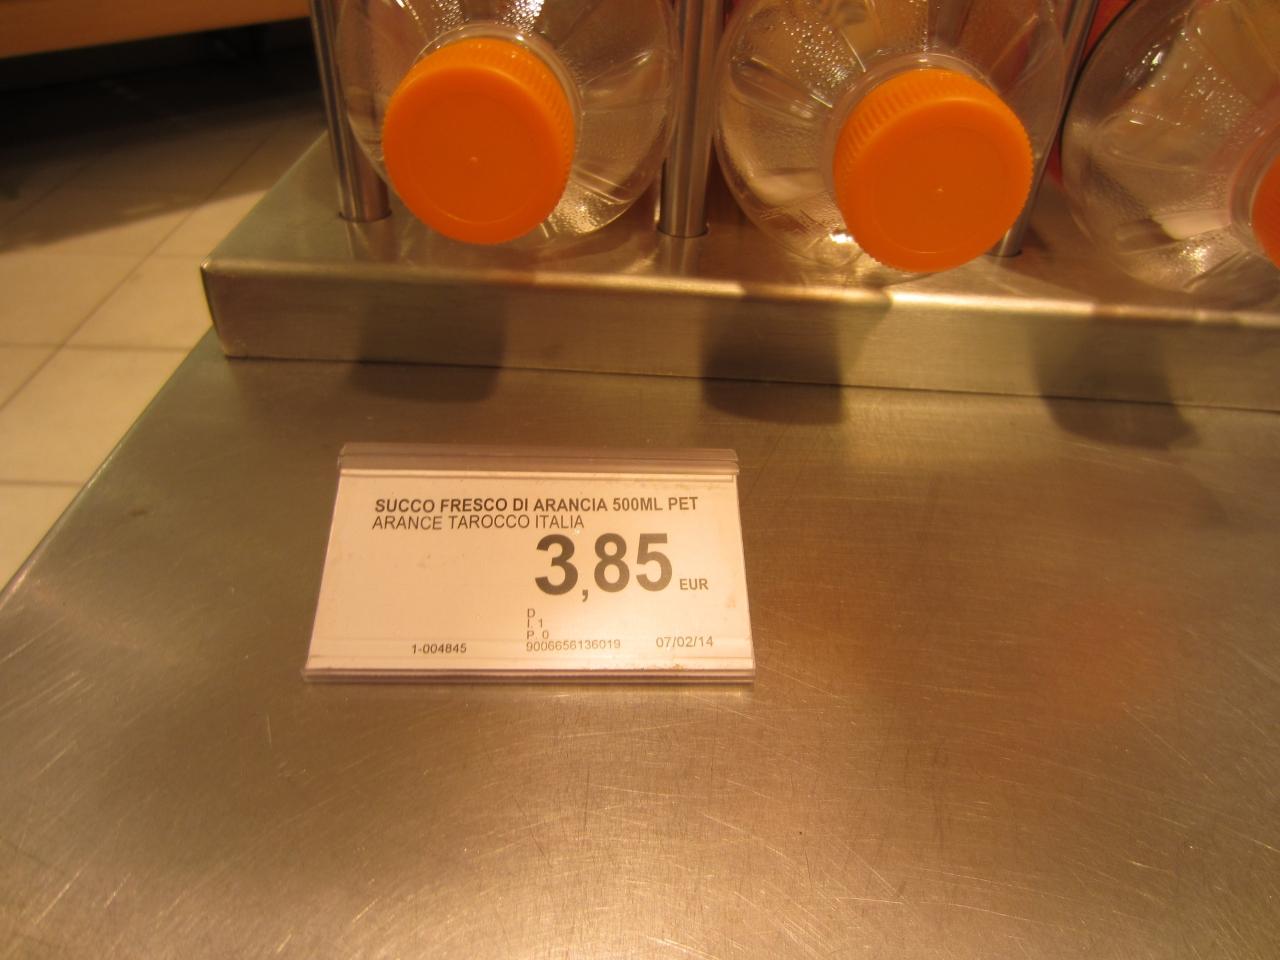 SUCCO FRESCO DI ARANCIA 500ML PET
ARANCE TAROCCO ITALIA
3,85 EUR
D
I. 1
P. 0
1-004845 9006656136019 07/02/14